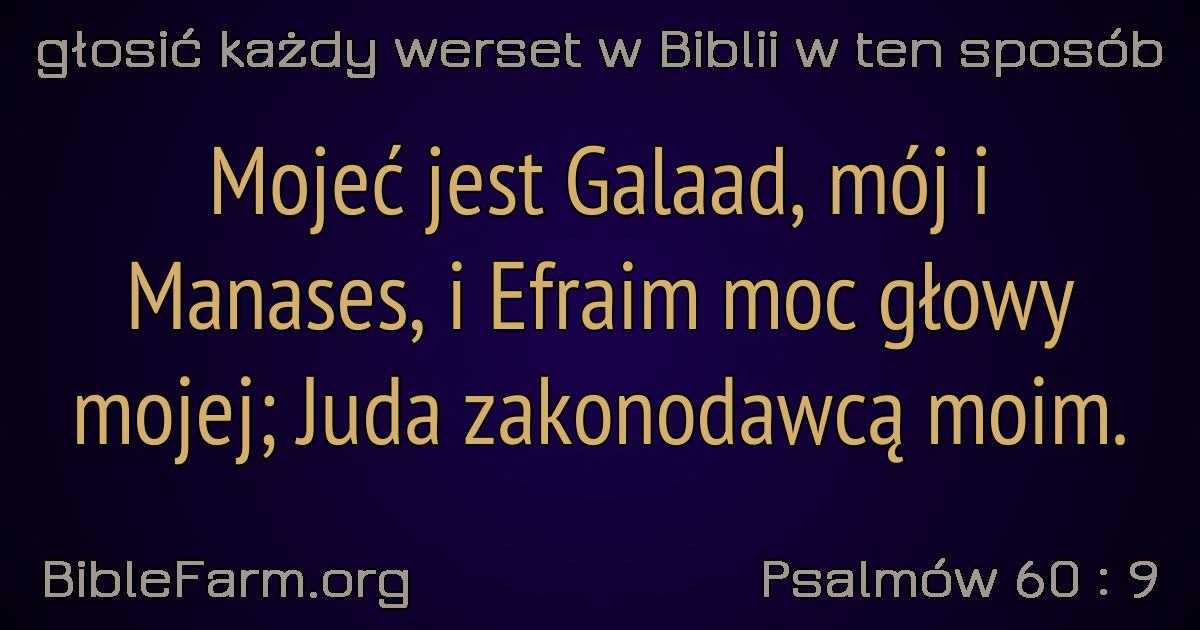 głosić każdy werset w Biblii w ten sposób
Mojeć jest Galaad, mój i
Manases, i Efraim moc głowy
mojej; Juda zakonodawcą moim.
BibleFarm.org
Psalmów 60 : 9